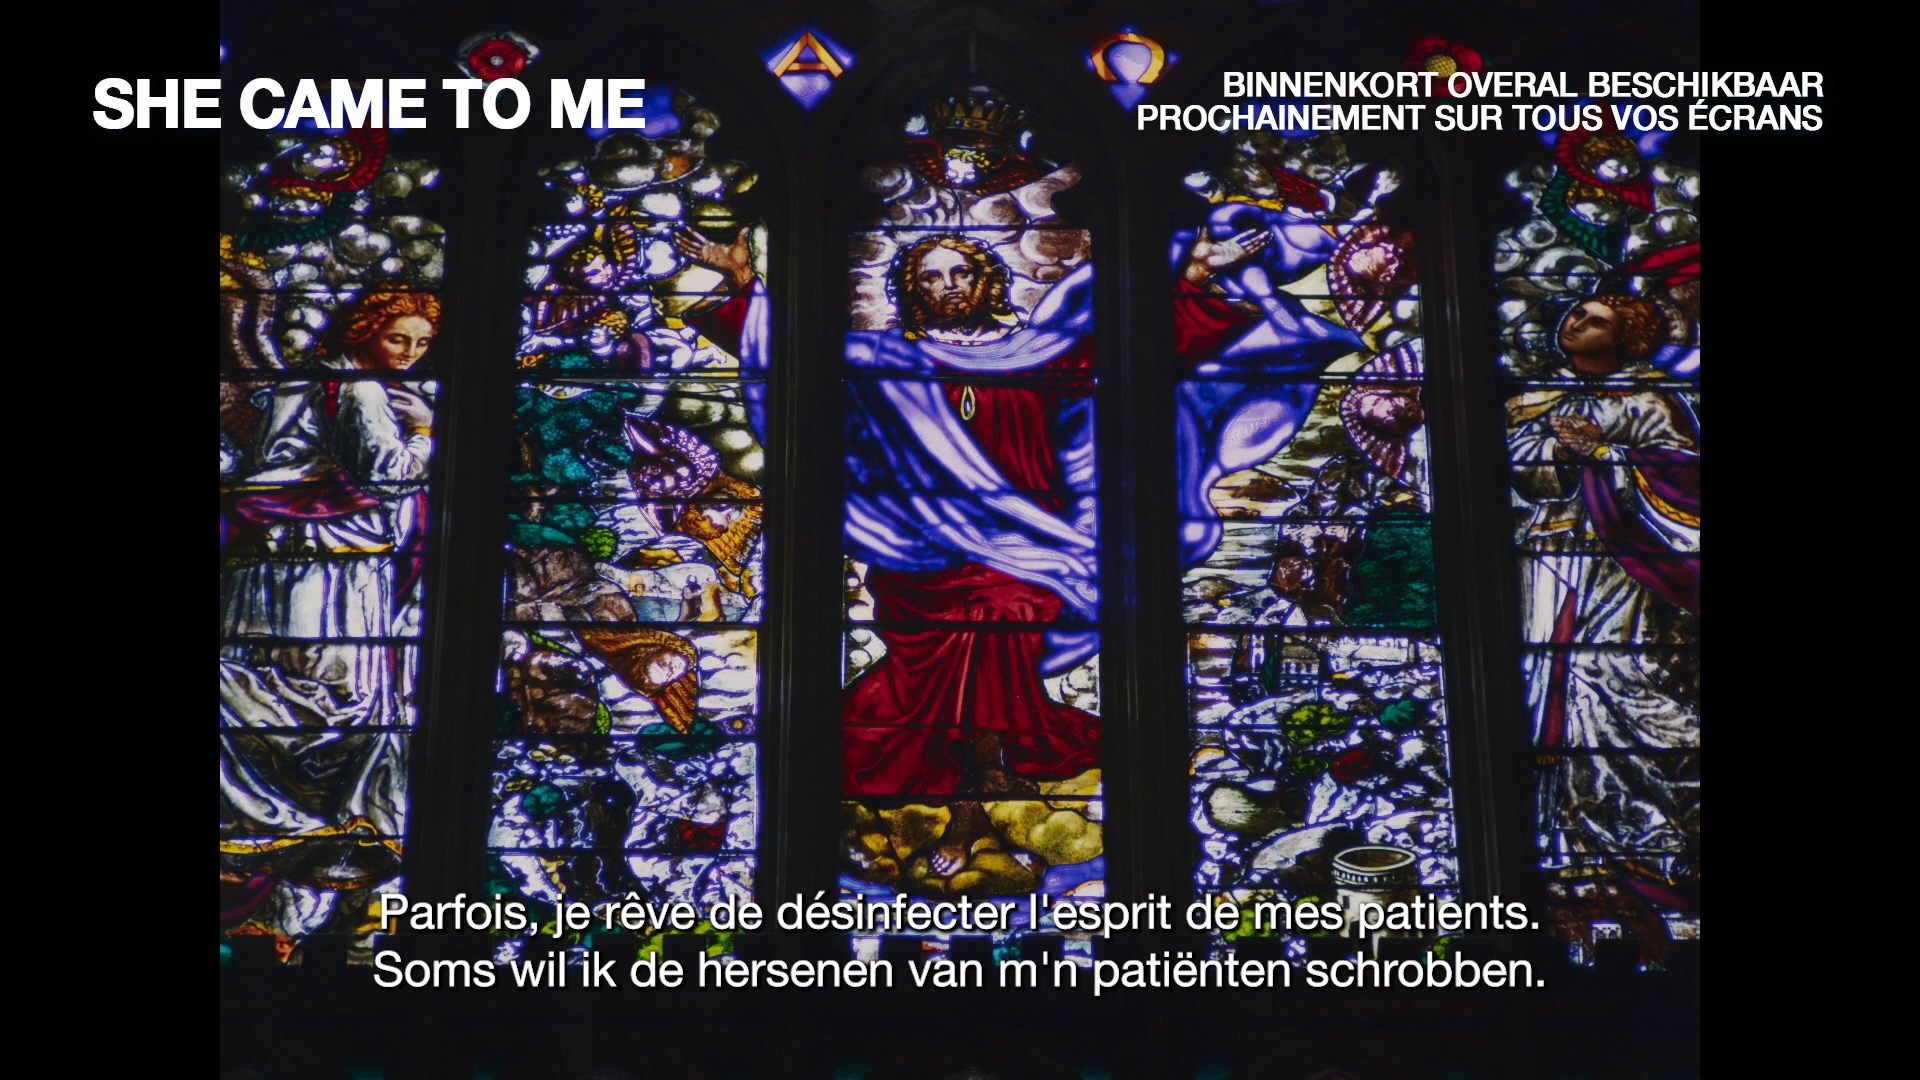 SHE CAME TO ME
BINNENKORT OVERAL BESCHIKBAAR
PROCHAINEMENT SUR TOUS VOS ÉCRANS
Α Ω
Parfois, je rêve de désinfecter l'esprit de mes patients.
Soms wil ik de hersenen van m'n patiënten schrobben.